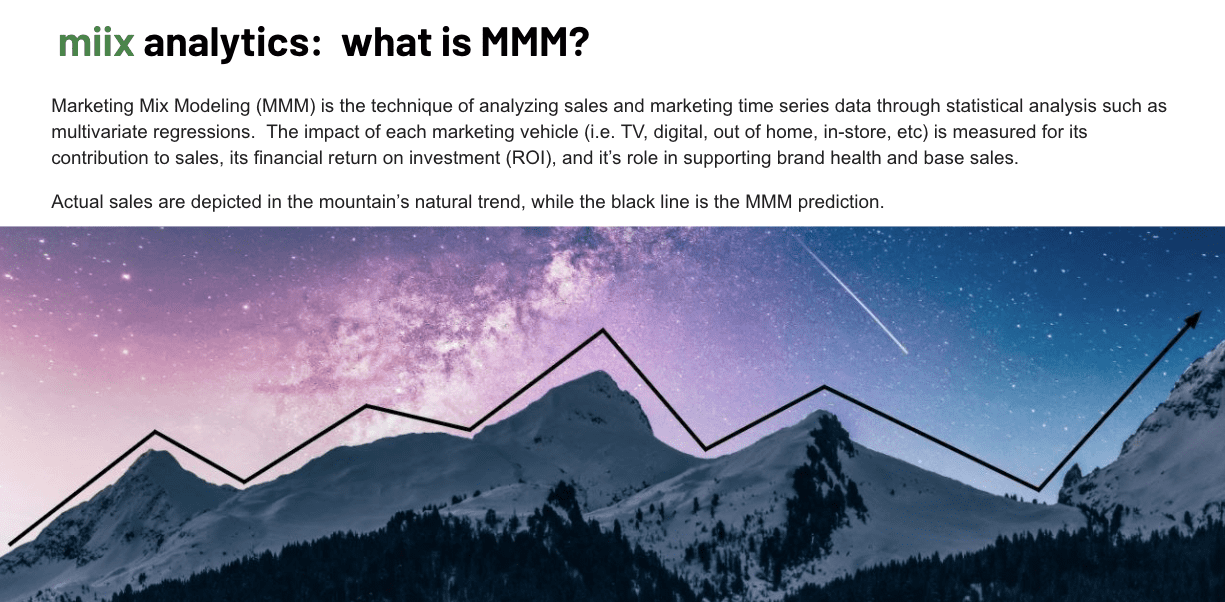 miix analytics:  what is MMM?
Marketing Mix Modeling (MMM) is the technique of analyzing sales and marketing time series data through statistical analysis such as
multivariate regressions.  The impact of each marketing vehicle (i.e. TV, digital, out of home, in-store, etc) is measured for its
contribution to sales, its financial return on investment (ROI), and it’s role in supporting brand health and base sales.
Actual sales are depicted in the mountain’s natural trend, while the black line is the MMM prediction.